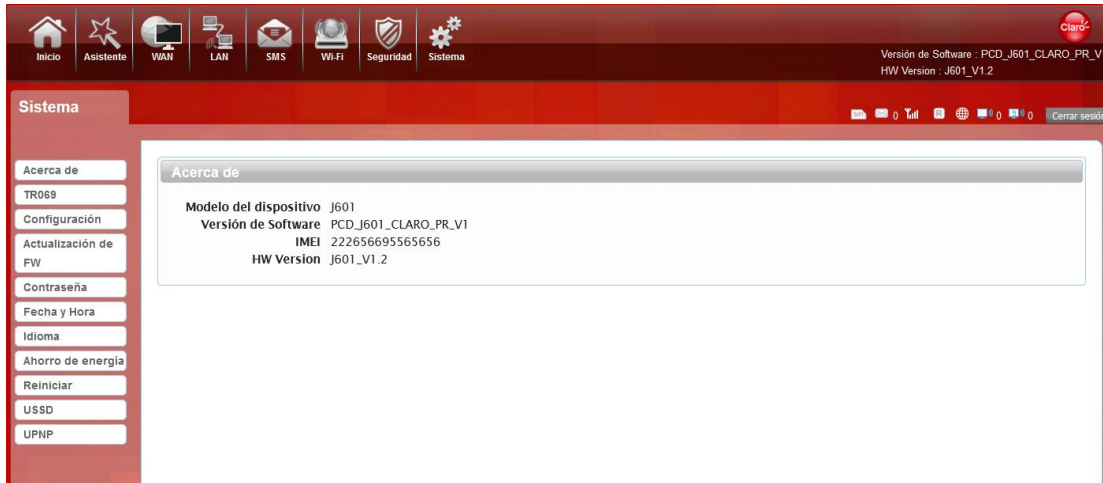 Inicio Asistente WAN LAN SMS Wi-Fi Seguridad Sistema
Claro
Versión de Software : PCD_J601_CLARO_PR_V
HW Version : J601_V1.2
Sistema
0 R 0 0 Cerrar sesión
Acerca de
TR069
Configuración
Actualización de
FW
Contraseña
Fecha y Hora
Idioma
Ahorro de energía
Reiniciar
USSD
UPNP
Acerca de
Modelo del dispositivo J601
Versión de Software PCD_J601_CLARO_PR_V1
IMEI 222656695565656
HW Version J601_V1.2